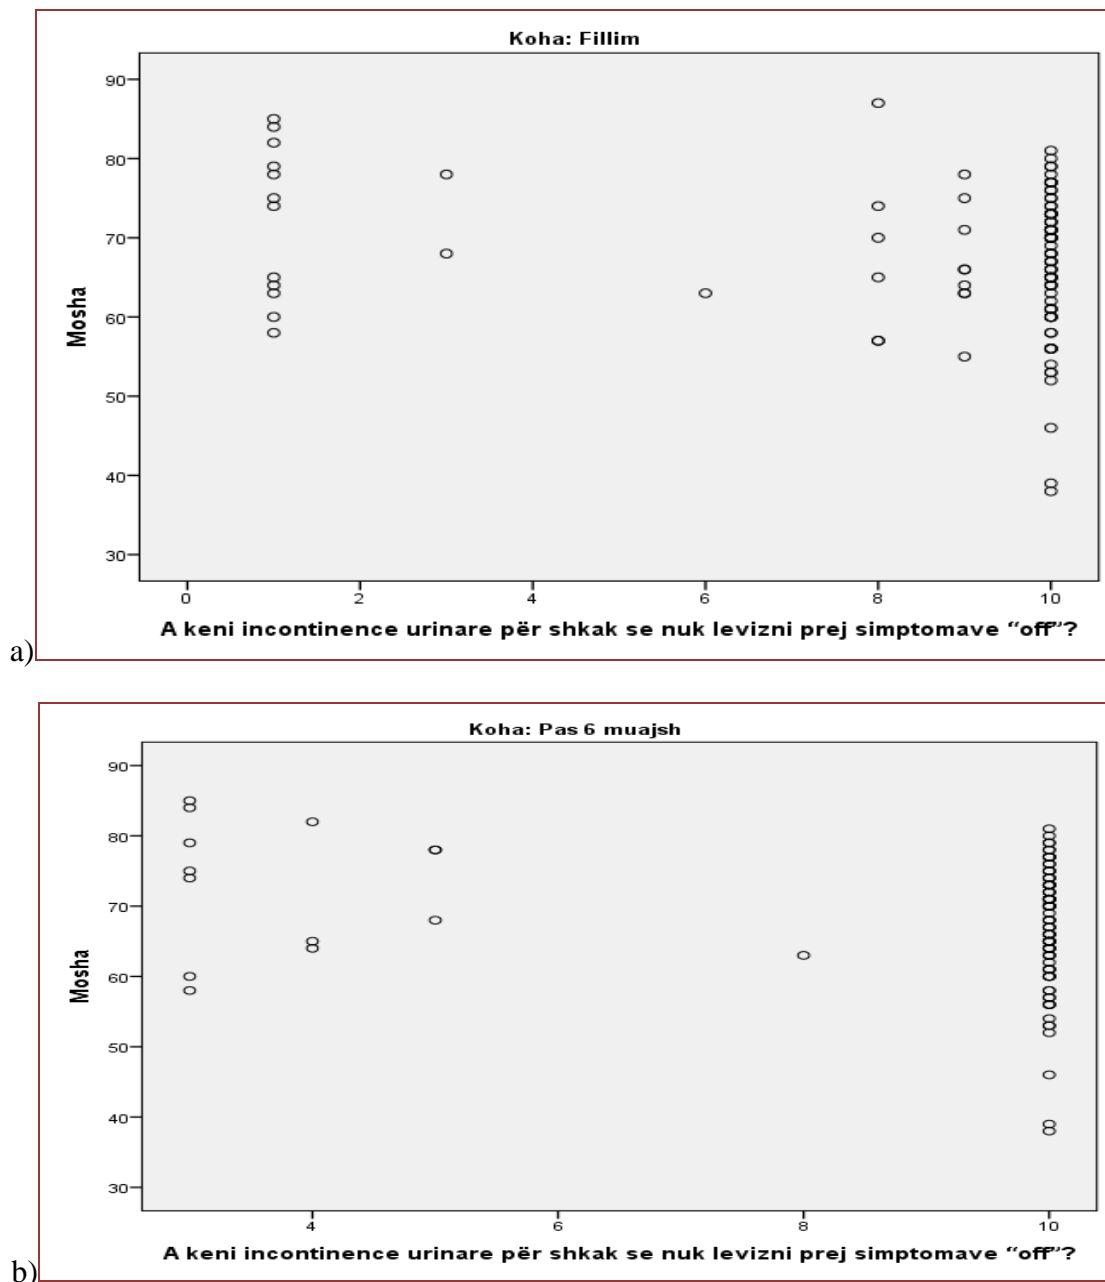 Koha: Fillim
90
80
70
60
50
40
30
Mosha
0 2 4 6 8 10
A keni incontinence urinare për shkak se nuk levizni prej simptomave “off”?
a)
Koha: Pas 6 muajsh
90
80
70
60
50
40
30
Mosha
4 6 8 10
A keni incontinence urinare për shkak se nuk levizni prej simptomave “off”?
b)